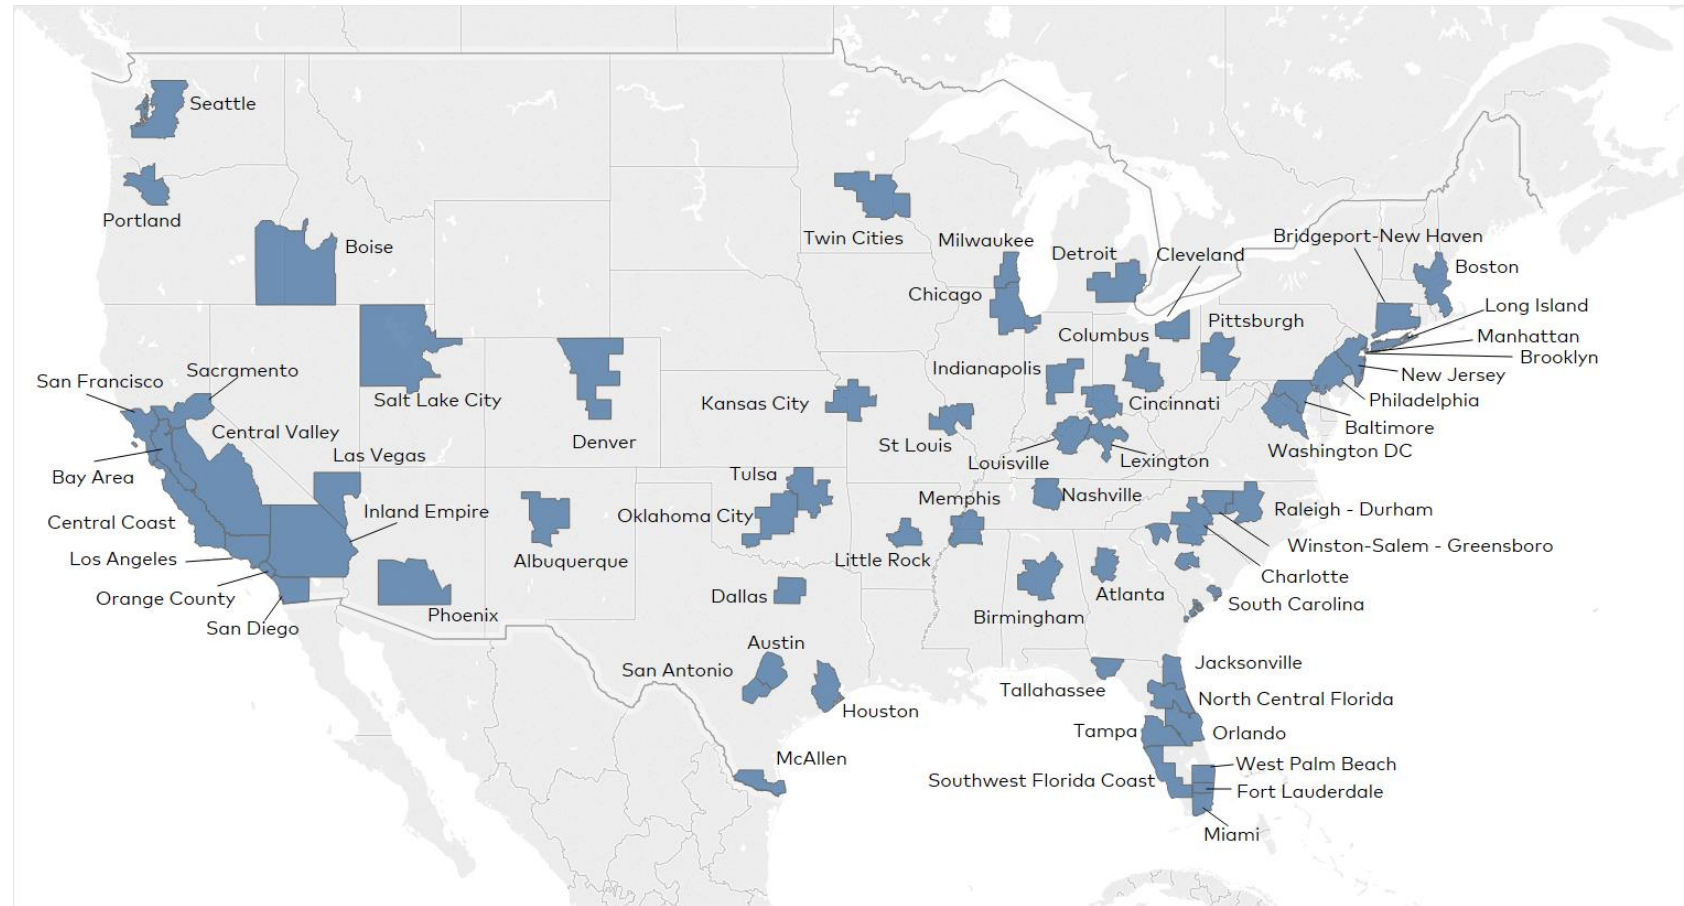 Seattle
Portland
Boise
Twin Cities
Milwaukee
Detroit
Cleveland
Bridgeport-New Haven
Boston
Chicago
Long Island
Columbus
Pittsburgh
Manhattan
Brooklyn
San Francisco
Sacramento
Salt Lake City
Indianapolis
New Jersey
Kansas City
Cincinnati
Philadelphia
Central Valley
Denver
St Louis
Baltimore
Las Vegas
Louisville
Lexington
Washington DC
Bay Area
Tulsa
Memphis
Nashville
Central Coast
Inland Empire
Oklahoma City
Raleigh - Durham
Los Angeles
Albuquerque
Little Rock
Winston-Salem - Greensboro
Orange County
Phoenix
Dallas
Birmingham
Atlanta
Charlotte
South Carolina
San Diego
Austin
San Antonio
Houston
Tallahassee
Jacksonville
North Central Florida
Tampa
Orlando
McAllen
Southwest Florida Coast
West Palm Beach
Fort Lauderdale
Miami